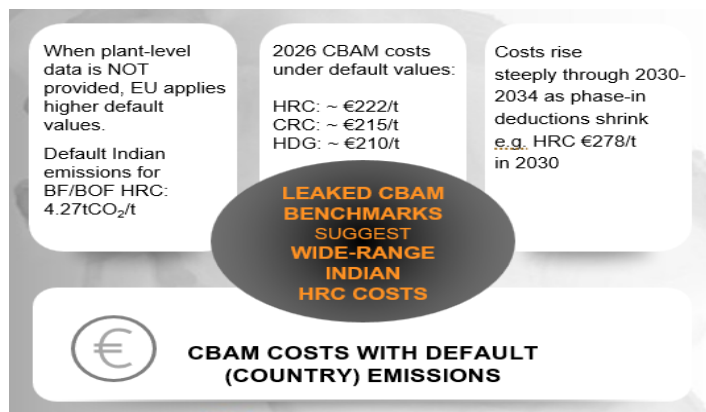 When plant-level
data is NOT
provided, EU applies
higher default
values.
Default Indian
emissions for
BF/BOF HRC:
4.27tCO₂/t
2026 CBAM costs
under default values:
HRC: ~ €222/t
CRC: ~ €215/t
HDG: ~ €210/t
Costs rise
steeply through 2030-
2034 as phase-in
deductions shrink
e.g. HRC €278/t
in 2030
LEAKED CBAM
BENCHMARKS
SUGGEST
WIDE-RANGE
INDIAN
HRC COSTS
€
CBAM COSTS WITH DEFAULT
(COUNTRY) EMISSIONS